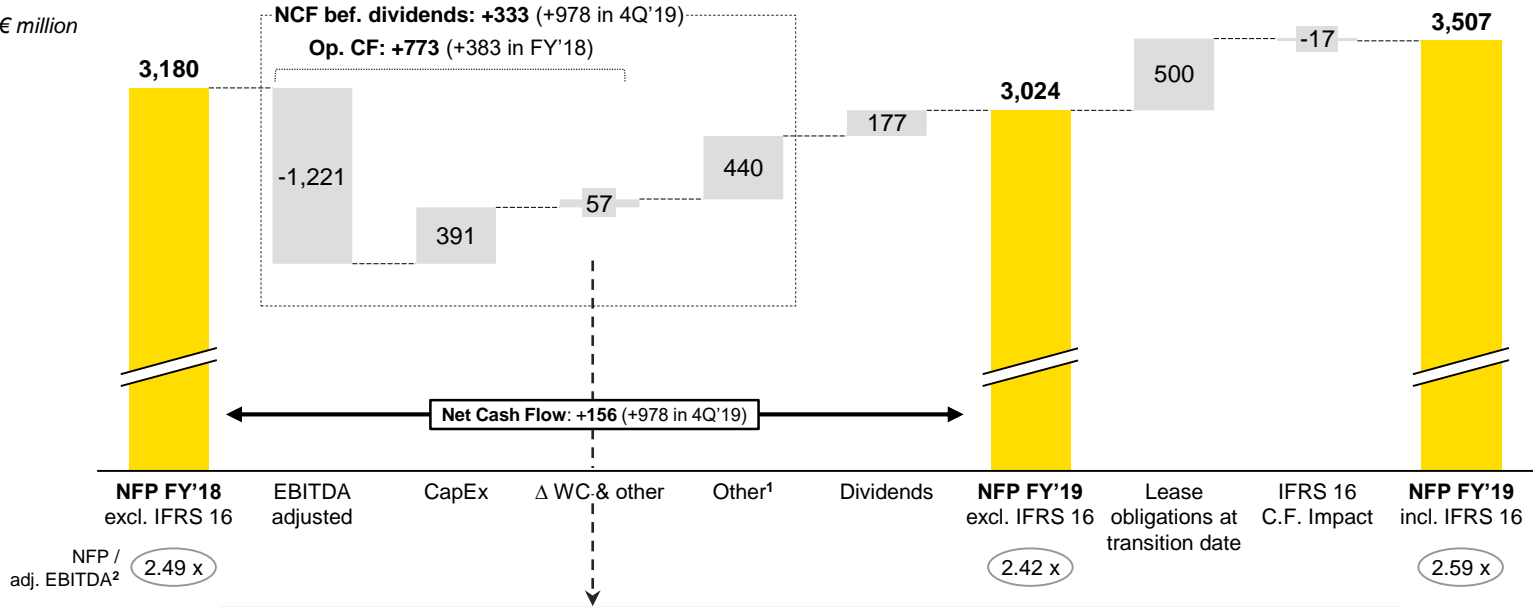 € million
NCF bef. dividends: +333 (+978 in 4Q’19)
Op. CF: +773 (+383 in FY’18)
3,180
-1,221
391
57
440
177
3,024
500
-17
3,507
Net Cash Flow: +156 (+978 in 4Q’19)
NFP FY’18
excl. IFRS 16
EBITDA
adjusted
CapEx
Δ WC & other
Other¹
Dividends
NFP FY’19
excl. IFRS 16
Lease
obligations at
transition date
IFRS 16
C.F. Impact
NFP FY’19
incl. IFRS 16
NFP /
adj. EBITDA²
2.49 x
2.42 x
2.59 x